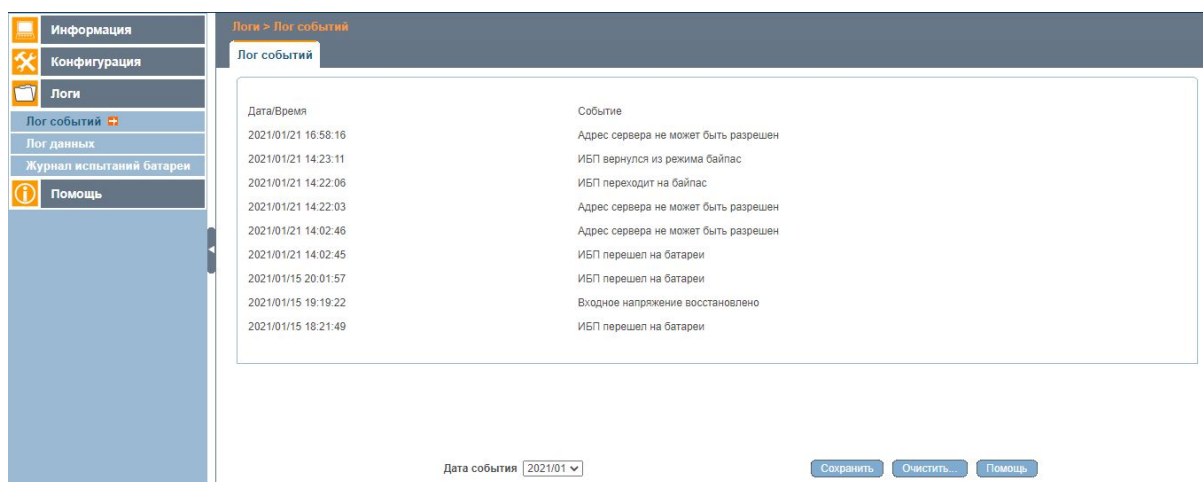 Информация
Конфигурация
Логи
Лог событий
Лог данных
Журнал испытаний батареи
Помощь
Логи > Лог событий
Лог событий
Дата/Время Событие
2021/01/21 16:58:16 Адрес сервера не может быть разрешен
2021/01/21 14:23:11 ИБП вернулся из режима байпас
2021/01/21 14:22:06 ИБП переходит на байпас
2021/01/21 14:22:03 Адрес сервера не может быть разрешен
2021/01/21 14:02:46 Адрес сервера не может быть разрешен
2021/01/21 14:02:45 ИБП перешел на батареи
2021/01/15 20:01:57 ИБП перешел на батареи
2021/01/15 19:19:22 Входное напряжение восстановлено
2021/01/15 18:21:49 ИБП перешел на батареи
Дата события 2021/01 Сохранить Очистить... Помощь